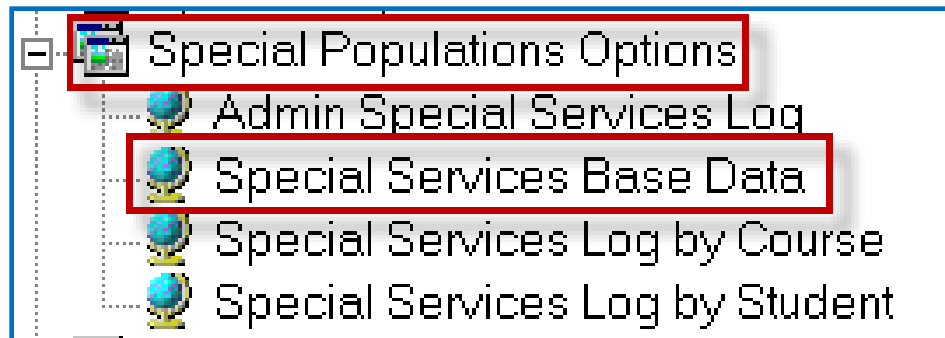 Special Populations Options
Admin Special Services Log
Special Services Base Data
Special Services Log by Course
Special Services Log by Student